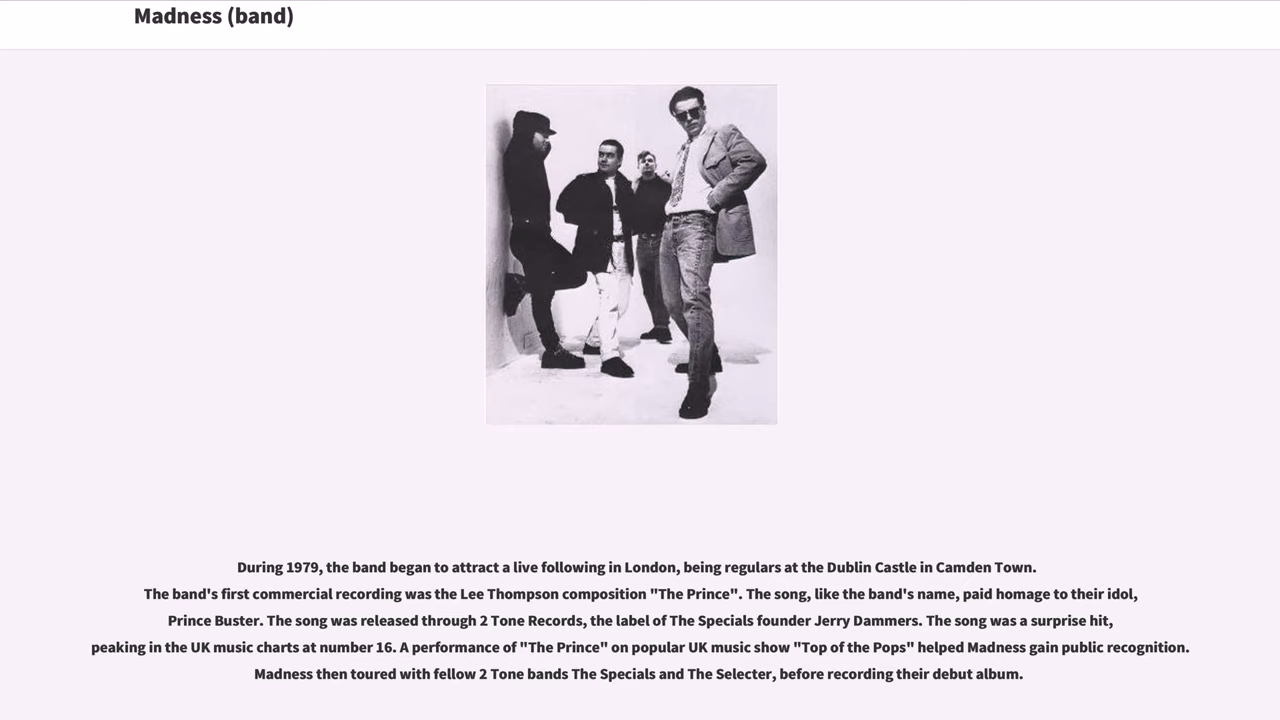 Madness (band)
During 1979, the band began to attract a live following in London, being regulars at the Dublin Castle in Camden Town.
The band's first commercial recording was the Lee Thompson composition "The Prince". The song, like the band's name, paid homage to their idol,
Prince Buster. The song was released through 2 Tone Records, the label of The Specials founder Jerry Dammers. The song was a surprise hit,
peaking in the UK music charts at number 16. A performance of "The Prince" on popular UK music show "Top of the Pops" helped Madness gain public recognition.
Madness then toured with fellow 2 Tone bands The Specials and The Selecter, before recording their debut album.